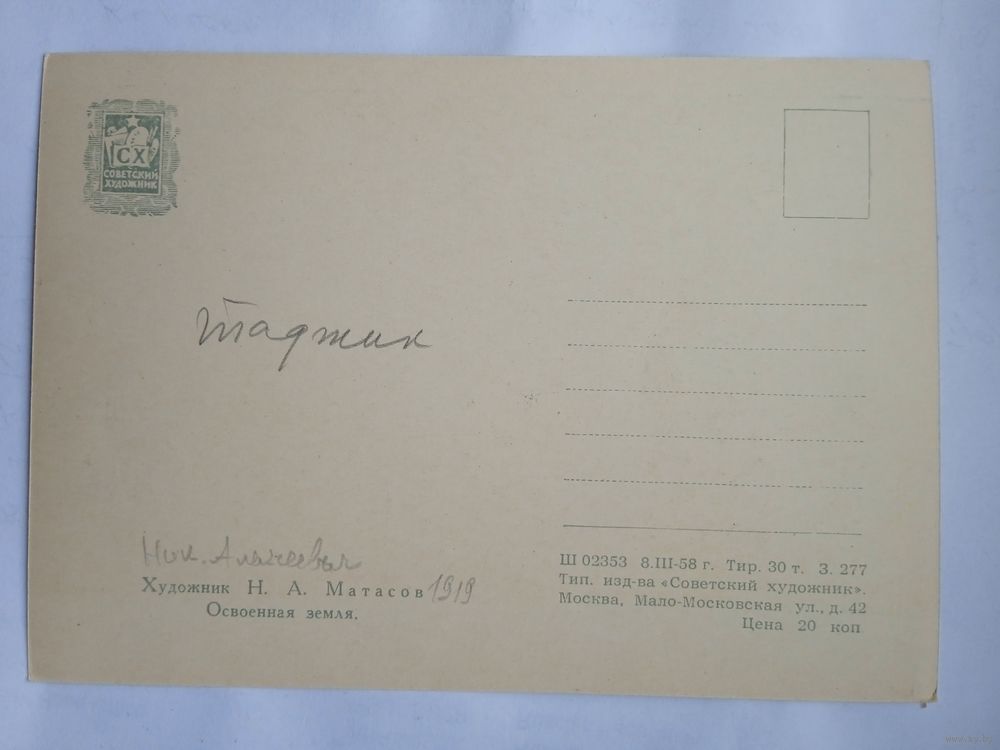 СХ
СОВЕТСКИЙ
ХУДОЖНИК
таджик
Ник. Алексеевич
Художник Н. А. Матасов 1919
Освоенная земля.
Ш 02353 8.III-58 г. Тир. 30 т. З. 277
Тип. изд-ва «Советский художник».
Москва, Мало-Московская ул., д. 42
Цена 20 коп